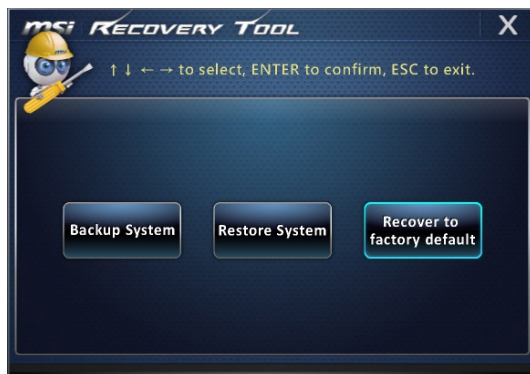 msi RECOVERY TOOL X
↑ ↓ ← → to select, ENTER to confirm, ESC to exit.
Backup System
Restore System
Recover to
factory default